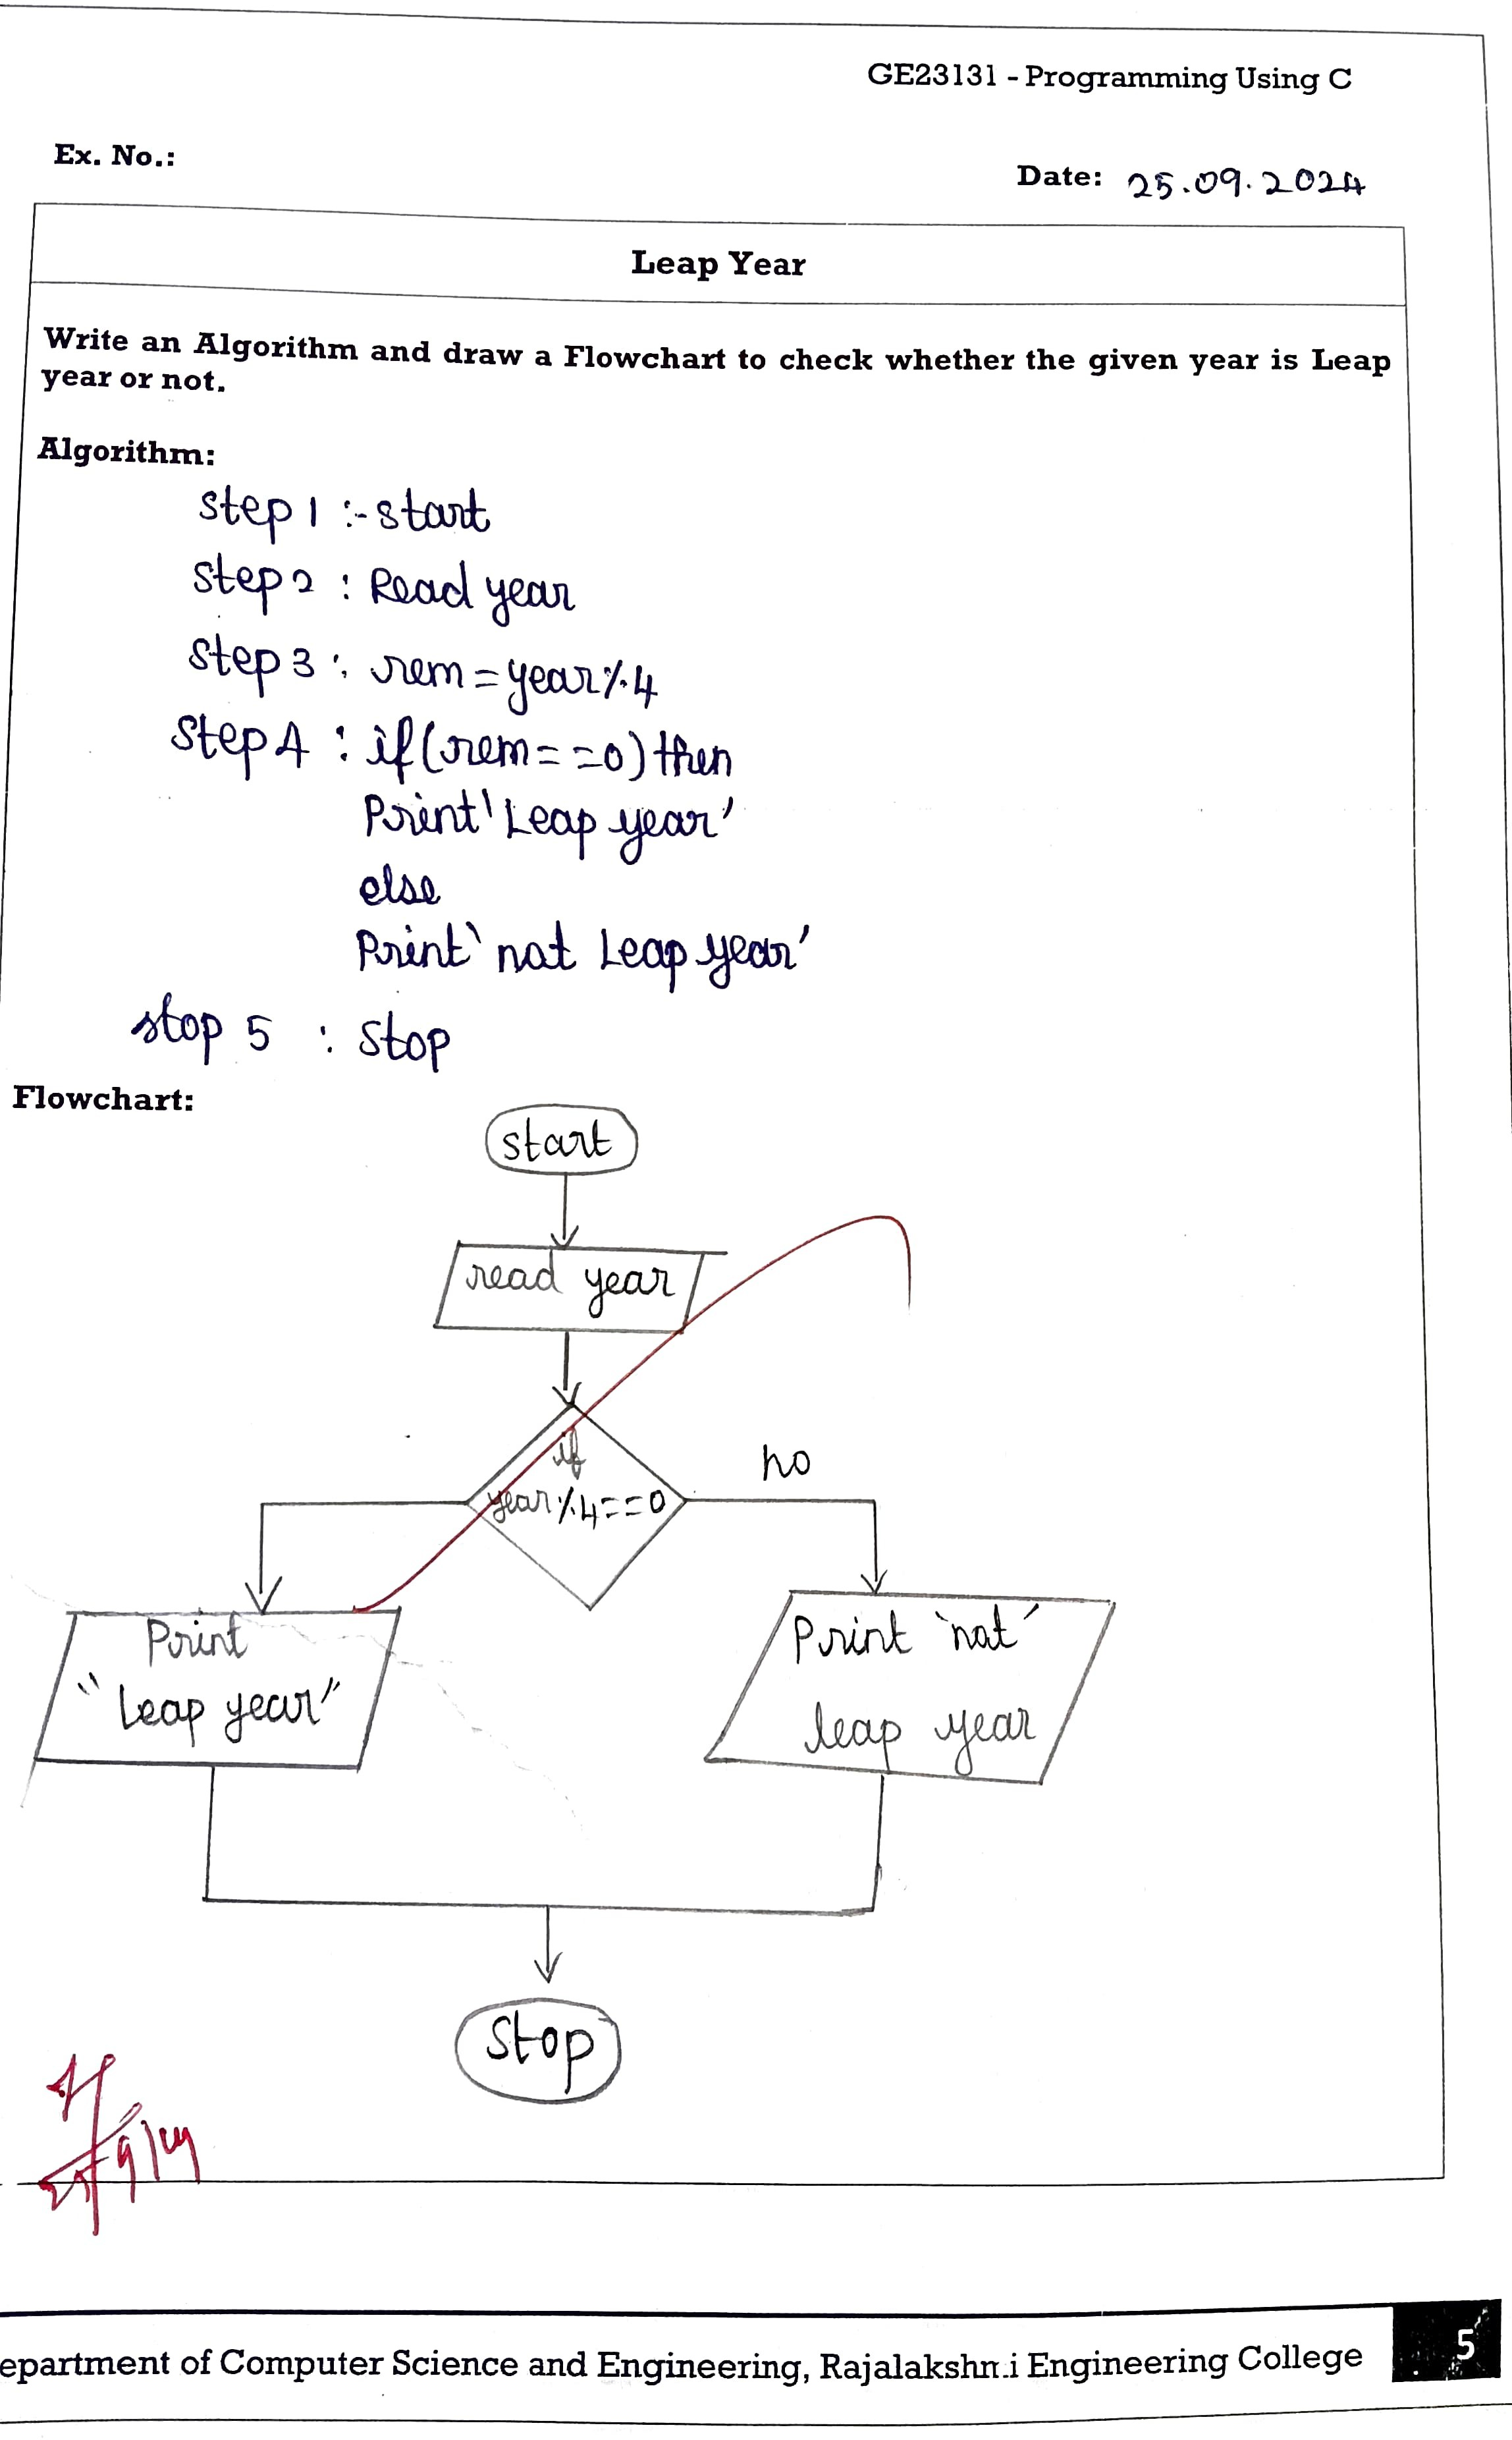 GE23131 - Programming Using C
Ex. No.:
Date: 25.09.2024
Leap Year
Write an Algorithm and draw a Flowchart to check whether the given year is Leap
year or not.
Algorithm:
step 1 :- start
step 2 : Read year
step 3 : rem = year % 4
step 4 : if (rem = = 0) then
Print 'Leap year'
else
Print 'not Leap year'
stop 5 : stop
Flowchart:
start
read year
if
year % 4 = = 0
no
Print
"Leap year"
Print 'not'
leap year
stop
epartment of Computer Science and Engineering, Rajalakshmi Engineering College
5